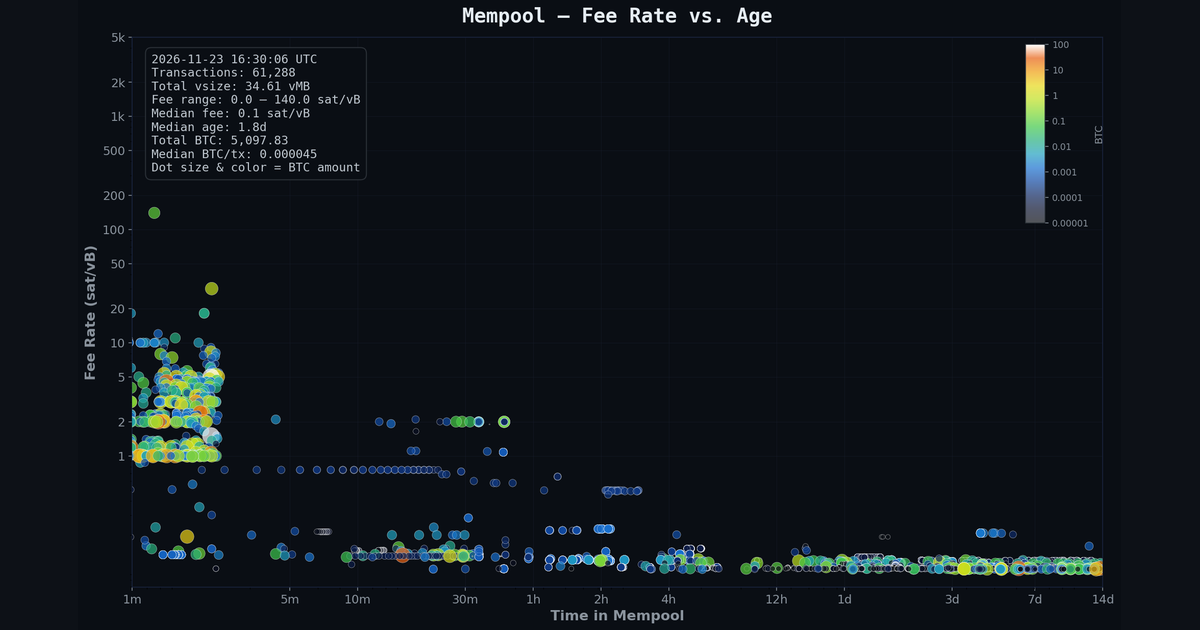 Mempool — Fee Rate vs. Age
2026-11-23 16:30:06 UTC
Transactions: 61,288
Total vsize: 34.61 vMB
Fee range: 0.0 – 140.0 sat/vB
Median fee: 0.1 sat/vB
Median age: 1.8d
Total BTC: 5,097.83
Median BTC/tx: 0.000045
Dot size & color = BTC amount
100
10
1
0.1
0.01
0.001
0.0001
0.00001
BTC
Fee Rate (sat/vB)
5k
2k
1k
500
200
100
50
20
10
5
2
1
1m
5m
10m
30m
1h
2h
4h
12h
1d
3d
7d
14d
Time in Mempool